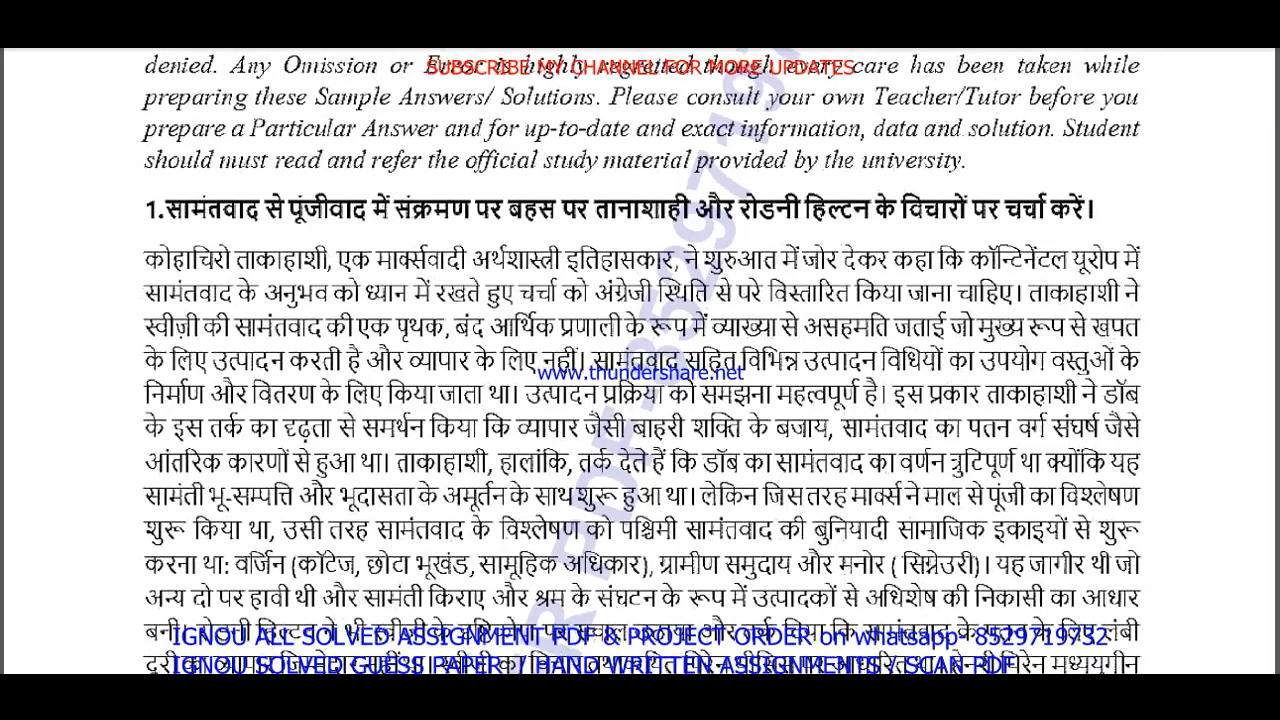 denied. Any Omission or Error is highly regretted though every care has been taken while
SUBSCRIBE MY CHANNEL FOR MORE UPDATES
preparing these Sample Answers/ Solutions. Please consult your own Teacher/Tutor before you
prepare a Particular Answer and for up-to-date and exact information, data and solution. Student
should must read and refer the official study material provided by the university.
1.सामंतवाद से पूंजीवाद में संक्रमण पर बहस पर तानाशाही और रोडनी हिल्टन के विचारों पर चर्चा करें।
कोहाचिरो ताकाहाशी, एक मार्क्सवादी अर्थशास्त्री इतिहासकार, ने शुरुआत में जोर देकर कहा कि कॉन्टिनेंटल यूरोप में
सामंतवाद के अनुभव को ध्यान में रखते हुए चर्चा को अंग्रेजी स्थिति से परे विस्तारित किया जाना चाहिए। ताकाहाशी ने
स्वीज़ी की सामंतवाद की एक पृथक, बंद आर्थिक प्रणाली के रूप में व्याख्या से असहमति जताई जो मुख्य रूप से खपत
के लिए उत्पादन करती है और व्यापार के लिए नहीं। सामंतवाद सहित विभिन्न उत्पादन विधियों का उपयोग वस्तुओं के
www.thundershare.net
निर्माण और वितरण के लिए किया जाता था। उत्पादन प्रक्रिया को समझना महत्वपूर्ण है। इस प्रकार ताकाहाशी ने डॉब
के इस तर्क का दृढ़ता से समर्थन किया कि व्यापार जैसी बाहरी शक्ति के बजाय, सामंतवाद का पतन वर्ग संघर्ष जैसे
आंतरिक कारणों से हुआ था। ताकाहाशी, हालांकि, तर्क देते हैं कि डॉब का सामंतवाद का वर्णन त्रुटिपूर्ण था क्योंकि यह
सामंती भू-सम्पत्ति और भूदासता के अमूर्तन के साथ शुरू हुआ था। लेकिन जिस तरह मार्क्स ने माल से पूंजी का विश्लेषण
शुरू किया था, उसी तरह सामंतवाद के विश्लेषण को पश्चिमी सामंतवाद की बुनियादी सामाजिक इकाइयों से शुरू
करना था: वर्जिन (कॉटेज, छोटा भूखंड, सामूहिक अधिकार), ग्रामीण समुदाय और मनोर ( सिग्नेउरी)। यह जागीर थी जो
अन्य दो पर हावी थी और सामंती किराए और श्रम के संघटन के रूप में उत्पादकों से अधिशेष की निकासी का आधार
IGNOU ALL SOLVED ASSIGNMENT PDF & PROJECT ORDER on whatsapp- 8529719752
IGNOU SOLVED GUESS PAPER / HAND WRITTEN ASSIGNMENTS / SCAN PDF